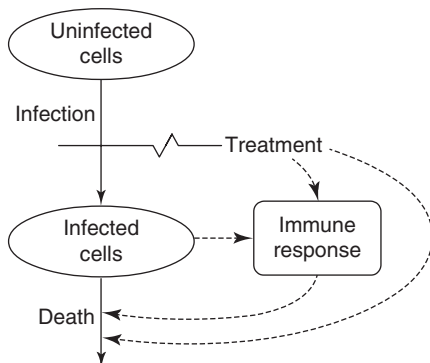 Uninfected
cells
Infection
Treatment
Infected
cells
Immune
response
Death